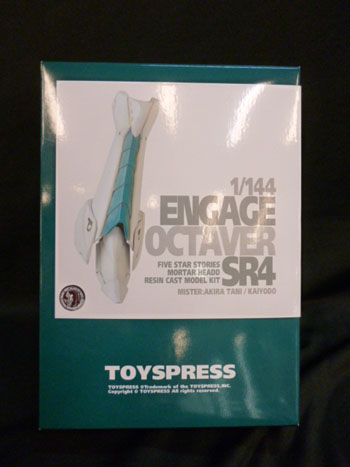 1/144
ENGAGE
OCTAVER
FIVE STAR STORIES
MORTAR HEADD
RESIN CAST MODEL KIT
SR4
MISTER:AKIRA TANI / KAIYODO
TOYSPRESS
TOYSPRESS ®Trademark of the TOYSPRESS.INC.
Copyright © TOYSPRESS All rights reserved.